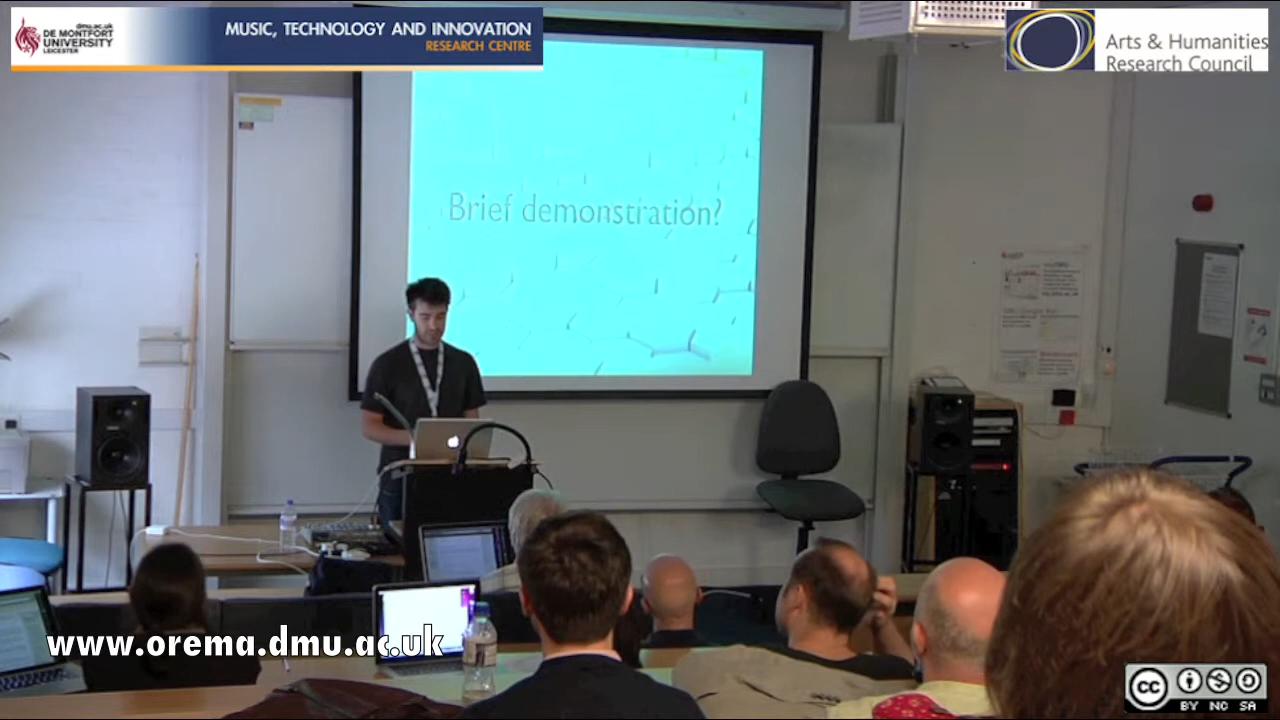 dmu.ac.uk
DE MONTFORT
UNIVERSITY
LEICESTER
MUSIC, TECHNOLOGY AND INNOVATION
RESEARCH CENTRE
Arts & Humanities
Research Council
Brief demonstration?
www.orema.dmu.ac.uk
cc
BY NC SA